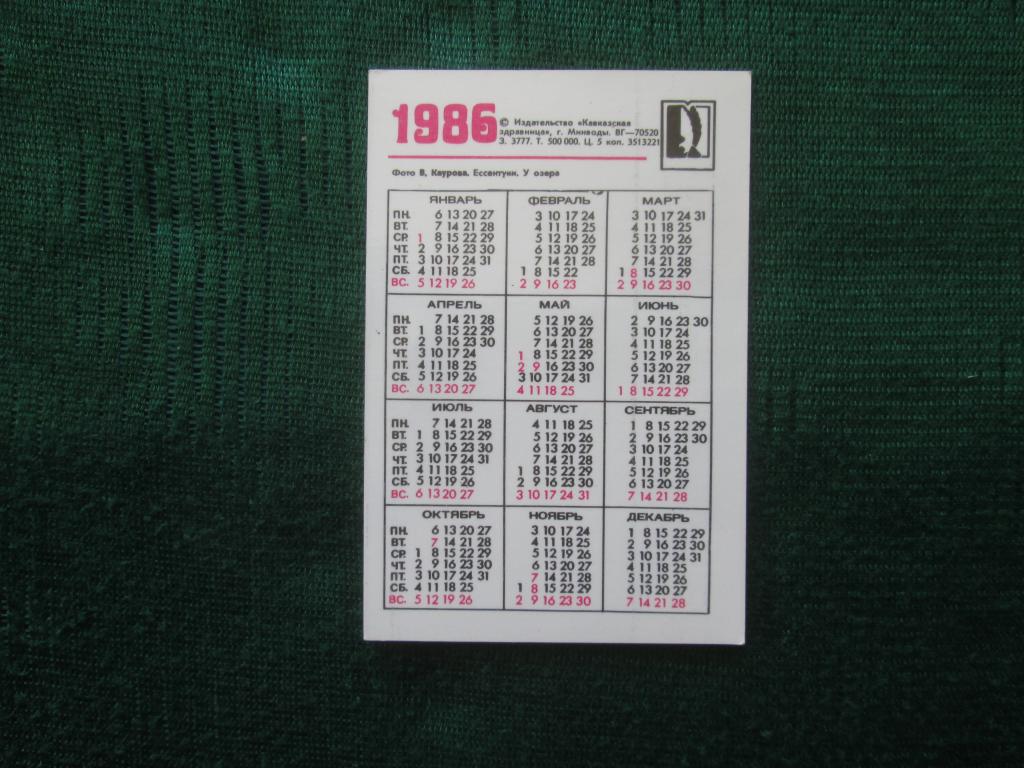 1986
© Издательство «Кавказская
здравница», г. Минводы. ВГ—70520
З. 3777. Т. 500 000. Ц. 5 коп. 3513221
Фото В. Каурова. Ессентуки. У озера
ЯНВАРЬ ФЕВРАЛЬ МАРТ
ПН. 6 13 20 27 3 10 17 24 3 10 17 24 31
ВТ. 7 14 21 28 4 11 18 25 4 11 18 25
СР. 1 8 15 22 29 5 12 19 26 5 12 19 26
ЧТ. 2 9 16 23 30 6 13 20 27 6 13 20 27
ПТ. 3 10 17 24 31 7 14 21 28 7 14 21 28
СБ. 4 11 18 25 1 8 15 22 1 8 15 22 29
ВС. 5 12 19 26 2 9 16 23 2 9 16 23 30
АПРЕЛЬ МАЙ ИЮНЬ
ПН. 7 14 21 28 5 12 19 26 2 9 16 23 30
ВТ. 1 8 15 22 29 6 13 20 27 3 10 17 24
СР. 2 9 16 23 30 7 14 21 28 4 11 18 25
ЧТ. 3 10 17 24 1 8 15 22 29 5 12 19 26
ПТ. 4 11 18 25 2 9 16 23 30 6 13 20 27
СБ. 5 12 19 26 3 10 17 24 31 7 14 21 28
ВС. 6 13 20 27 4 11 18 25 1 8 15 22 29
ИЮЛЬ АВГУСТ СЕНТЯБРЬ
ПН. 7 14 21 28 4 11 18 25 1 8 15 22 29
ВТ. 1 8 15 22 29 5 12 19 26 2 9 16 23 30
СР. 2 9 16 23 30 6 13 20 27 3 10 17 24
ЧТ. 3 10 17 24 31 7 14 21 28 4 11 18 25
ПТ. 4 11 18 25 1 8 15 22 29 5 12 19 26
СБ. 5 12 19 26 2 9 16 23 30 6 13 20 27
ВС. 6 13 20 27 3 10 17 24 31 7 14 21 28
ОКТЯБРЬ НОЯБРЬ ДЕКАБРЬ
ПН. 6 13 20 27 3 10 17 24 1 8 15 22 29
ВТ. 7 14 21 28 4 11 18 25 2 9 16 23 30
СР. 1 8 15 22 29 5 12 19 26 3 10 17 24 31
ЧТ. 2 9 16 23 30 6 13 20 27 4 11 18 25
ПТ. 3 10 17 24 31 7 14 21 28 5 12 19 26
СБ. 4 11 18 25 1 8 15 22 29 6 13 20 27
ВС. 5 12 19 26 2 9 16 23 30 7 14 21 28